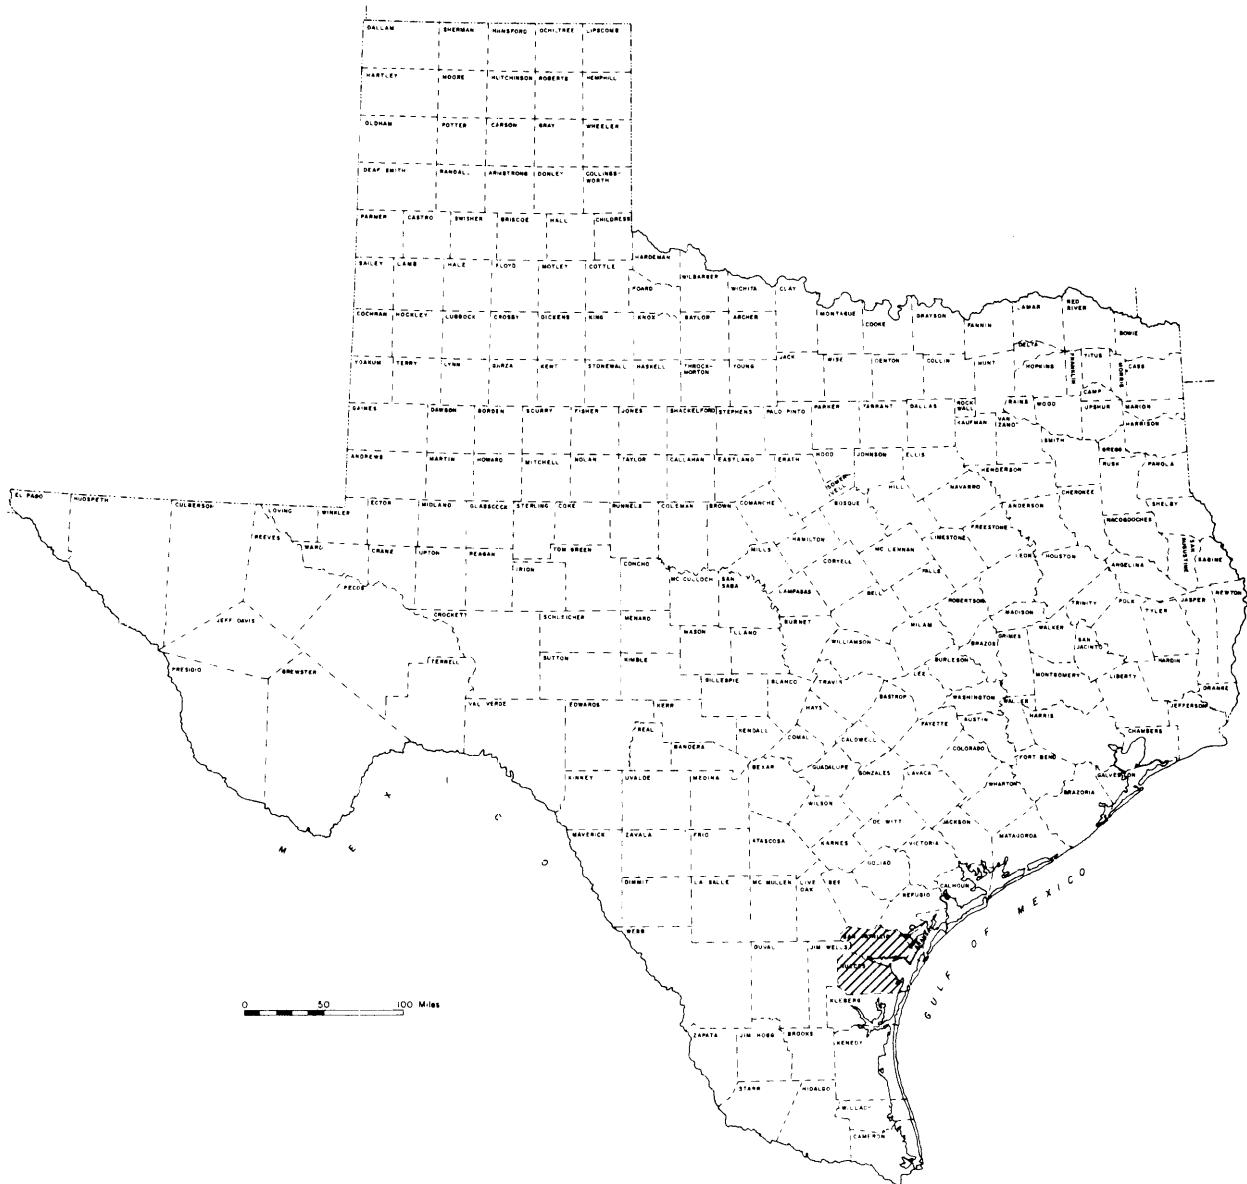 DALLAM SHERMAN HANSFORD OCHILTREE LIPSCOMB
HARTLEY MOORE HUTCHINSON ROBERTS HEMPHILL
OLDHAM POTTER CARSON GRAY WHEELER
DEAF SMITH RANDALL ARMSTRONG DONLEY COLLINGS-
WORTH
PARMER CASTRO SWISHER BRISCOE HALL CHILDRESS
HARDEMAN
BAILEY LAMB HALE FLOYD MOTLEY COTTLE
WILBARGER
FOARD WICHITA CLAY
LAMAR RED
RIVER
COCHRAN HOCKLEY LUBBOCK CROSBY DICKENS KING KNOX BAYLOR ARCHER MONTAGUE COOKE GRAYSON FANNIN BOWIE
DELTA
YOAKUM TERRY LYNN GARZA KENT STONEWALL HASKELL THROCK-
MORTON YOUNG JACK WISE DENTON COLLIN HUNT HOPKINS FRANKLIN TITUS MORRIS CASS
CAMP
GAINES DAWSON BORDEN SCURRY FISHER JONES SHACKELFORD STEPHENS PALO PINTO PARKER TARRANT DALLAS ROCK
WALL RAINS WOOD UPSHUR MARION
KAUFMAN VAN
ZANDT HARRISON
SMITH
GREGG
ANDREWS MARTIN HOWARD MITCHELL NOLAN TAYLOR CALLAHAN EASTLAND ERATH HOOD JOHNSON ELLIS RUSK PANOLA
HENDERSON
SOMER
VELL HILL NAVARRO CHEROKEE
EL PASO HUDSPETH CULBERSON LOVING WINKLER ECTOR MIDLAND GLASSCOCK STERLING COKE RUNNELS COLEMAN BROWN COMANCHE BOSQUE ANDERSON SHELBY
NACOGDOCHES
FREESTONE
REEVES WARD CRANE UPTON REAGAN TOM GREEN MILLS HAMILTON MC LENNAN LIMESTONE LEON HOUSTON SAN
AUGUSTINE SABINE
IRION CONCHO CORYELL FALLS ANGELINA
MC CULLOCH SAN
SABA
PECOS LAMPASAS BELL ROBERTSON TRINITY POLK TYLER JASPER NEWTON
MADISON
CROCKETT SCHLEICHER MENARD BURNET
JEFF DAVIS MASON LLANO WILLIAMSON MILAM BRAZOS GRIMES WALKER SAN
JACINTO
SUTTON KIMBLE BURLESON HARDIN
PRESIDIO BREWSTER TERRELL LEE MONTGOMERY LIBERTY
GILLESPIE BLANCO TRAVIS ORANGE
VAL VERDE EDWARDS KERR HAYS BASTROP WASHINGTON WALLER JEFFERSON
HARRIS
AUSTIN
REAL KENDALL FAYETTE CHAMBERS
BANDERA COMAL CALDWELL COLORADO
FORT BEND
KINNEY UVALDE MEDINA BEXAR GUADALUPE GONZALES LAVACA GALVESTON
WHARTON BRAZORIA
WILSON
MAVERICK ZAVALA FRIO ATASCOSA KARNES DE WITT JACKSON MATAGORDA
VICTORIA
GOLIAD
DIMMIT LA SALLE MC MULLEN LIVE
OAK BEE CALHOUN
REFUGIO
WEBB
DUVAL JIM WELLS NUECES
KLEBERG
ZAPATA JIM HOGG BROOKS KENEDY
STARR HIDALGO
WILLACY
CAMERON
M E X I C O
GULF OF MEXICO
0 50 100 Miles